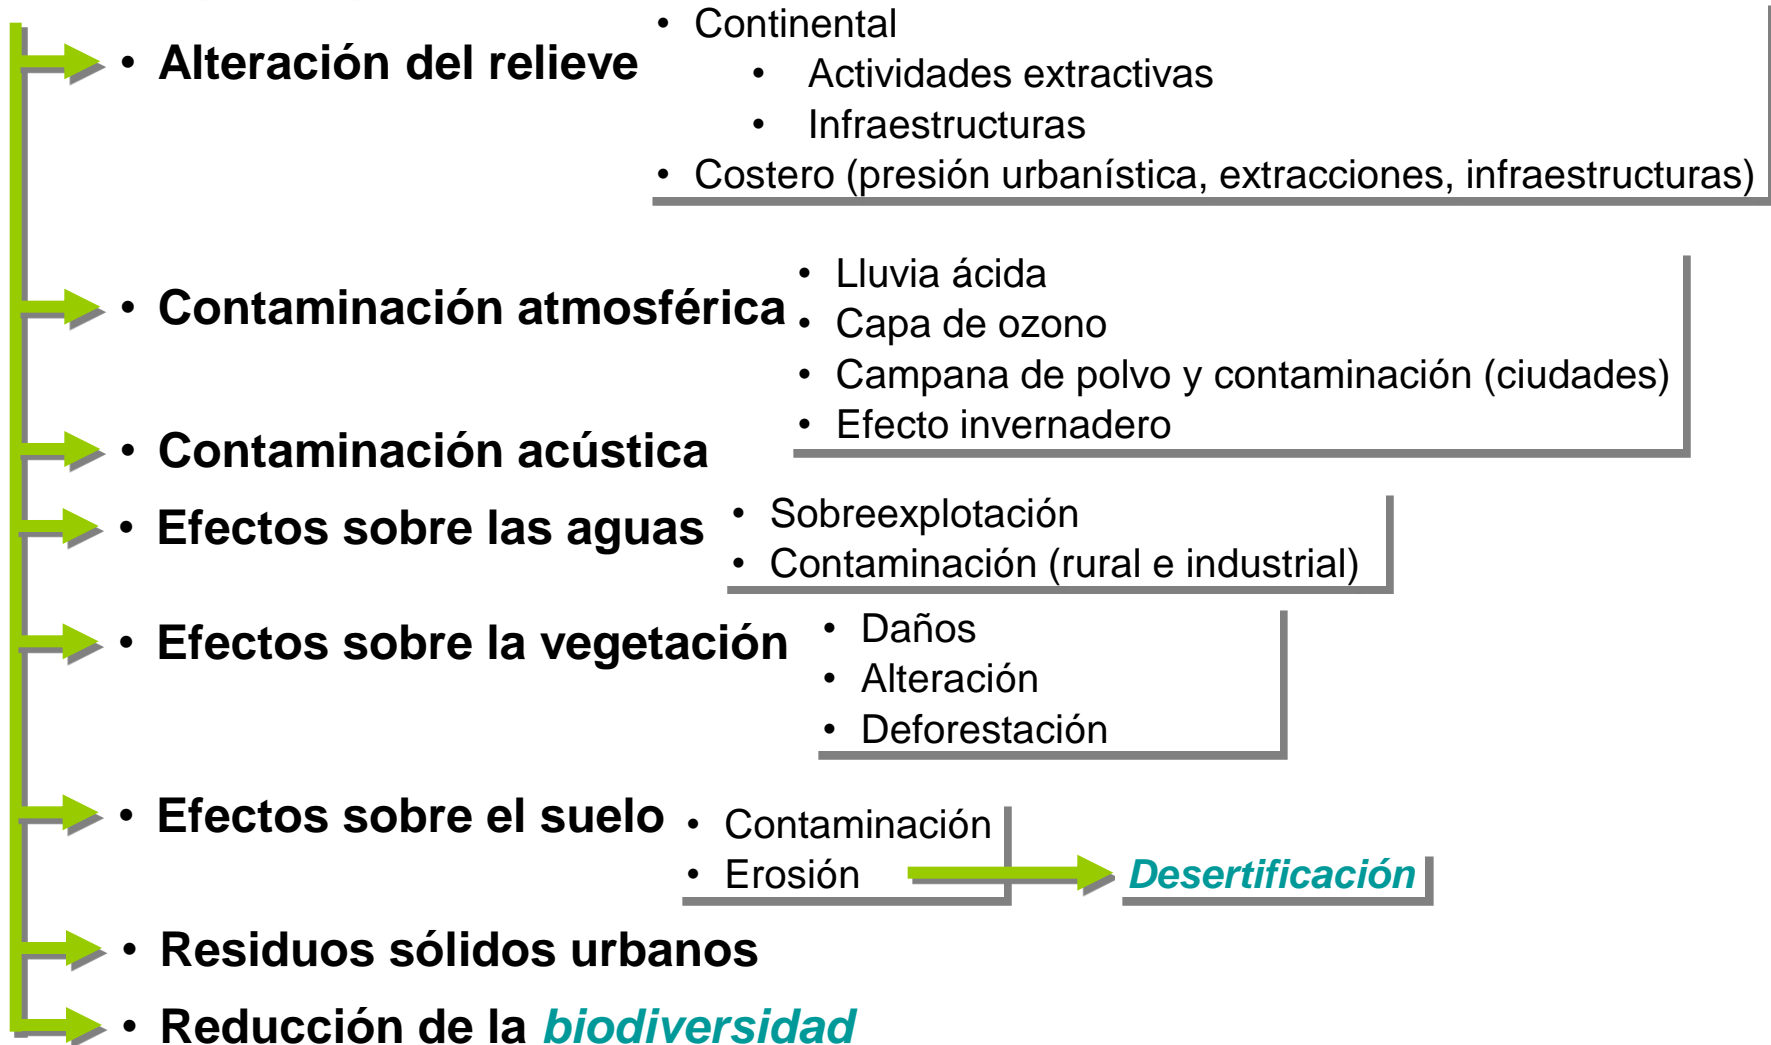 • Alteración del relieve
• Continental
• Actividades extractivas
• Infraestructuras
• Costero (presión urbanística, extracciones, infraestructuras)
• Contaminación atmosférica
• Lluvia ácida
• Capa de ozono
• Campana de polvo y contaminación (ciudades)
• Efecto invernadero
• Contaminación acústica
• Efectos sobre las aguas
• Sobreexplotación
• Contaminación (rural e industrial)
• Efectos sobre la vegetación
• Daños
• Alteración
• Deforestación
• Efectos sobre el suelo
• Contaminación
• Erosión
Desertificación
• Residuos sólidos urbanos
• Reducción de la biodiversidad